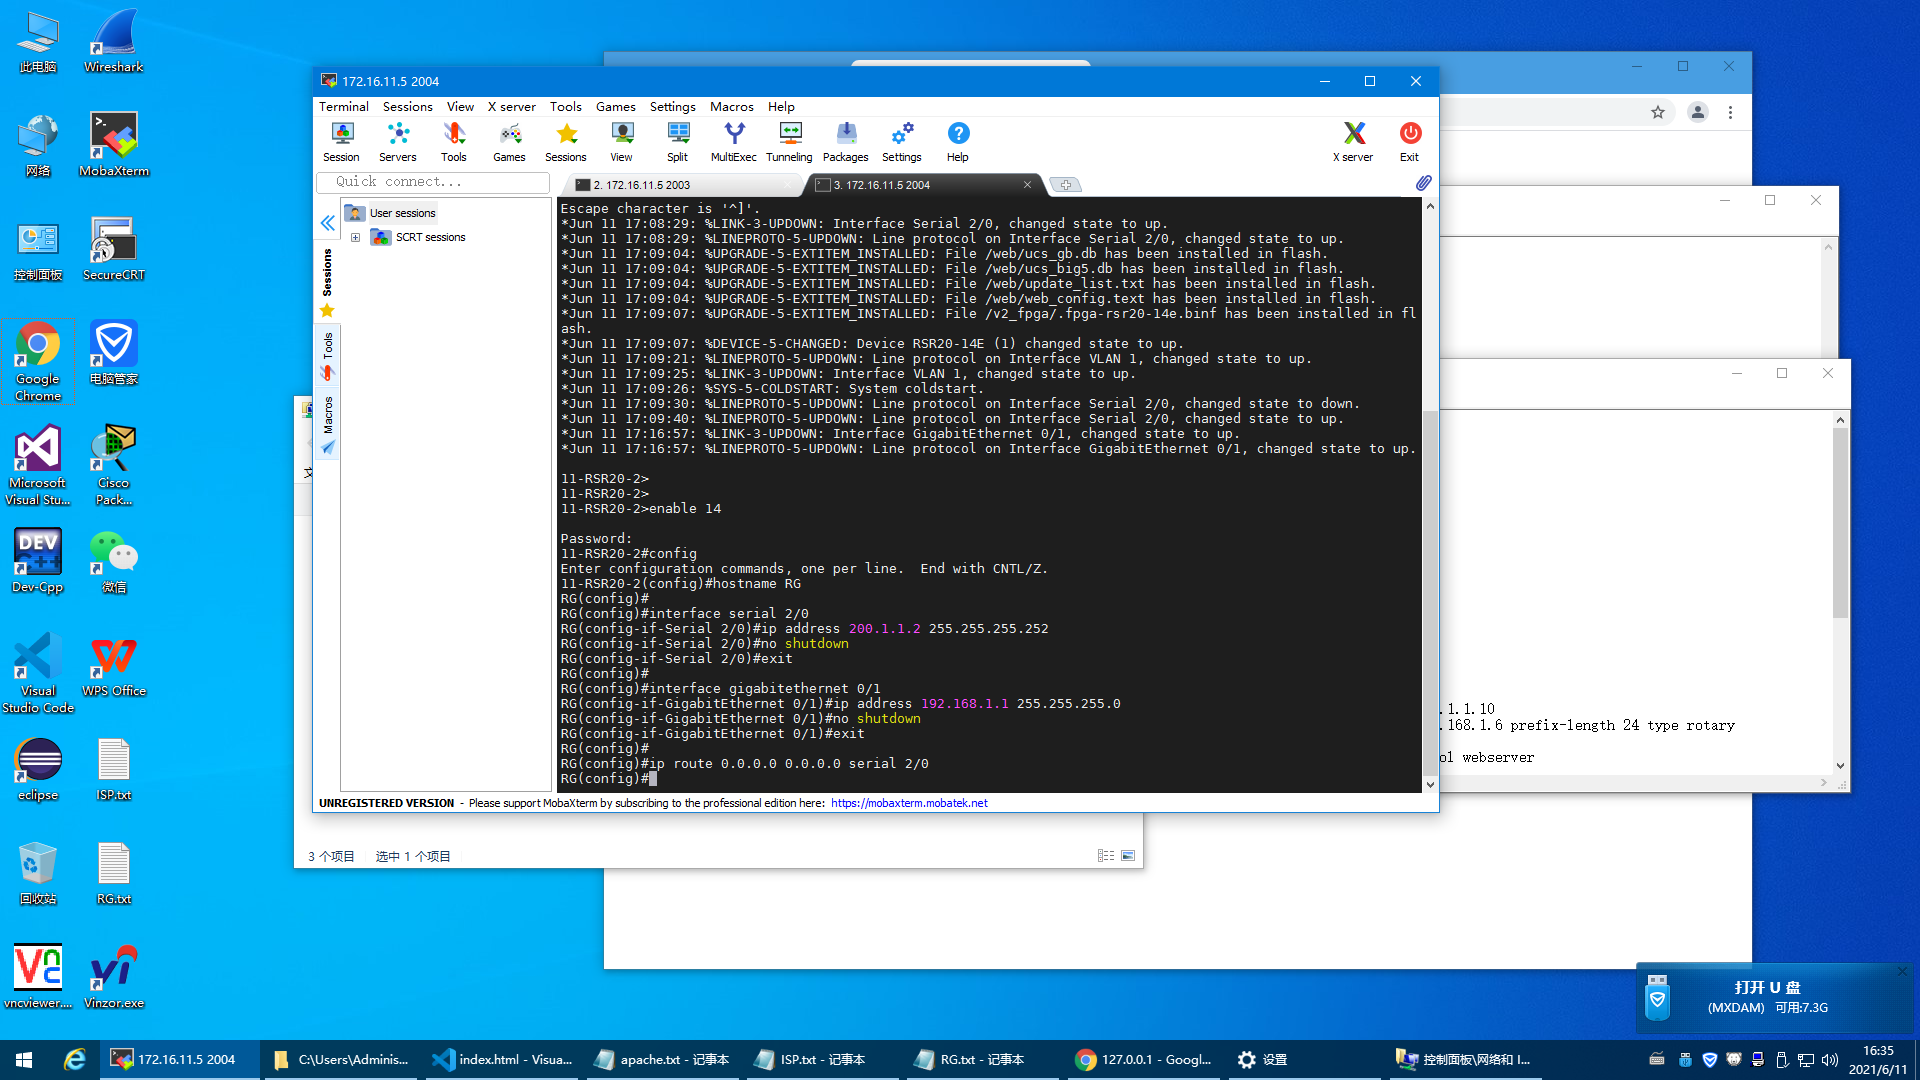 此电脑
Wireshark
网络
MobaXterm
控制面板
SecureCRT
Google
Chrome
电脑管家
Microsoft
Visual Stu...
Cisco
Pack...
Dev-Cpp
微信
Visual
Studio Code
WPS Office
eclipse
ISP.txt
回收站
RG.txt
vncviewer....
Vinzor.exe
172.16.11.5 2004
Terminal Sessions View X server Tools Games Settings Macros Help
Session Servers Tools Games Sessions View Split MultiExec Tunneling Packages Settings Help X server Exit
Quick connect...
2. 172.16.11.5 2003
3. 172.16.11.5 2004
User sessions
SCRT sessions
Sessions
Tools
Macros
Escape character is '^]'.
*Jun 11 17:08:29: %LINK-3-UPDOWN: Interface Serial 2/0, changed state to up.
*Jun 11 17:08:29: %LINEPROTO-5-UPDOWN: Line protocol on Interface Serial 2/0, changed state to up.
*Jun 11 17:09:04: %UPGRADE-5-EXTITEM_INSTALLED: File /web/ucs_gb.db has been installed in flash.
*Jun 11 17:09:04: %UPGRADE-5-EXTITEM_INSTALLED: File /web/ucs_big5.db has been installed in flash.
*Jun 11 17:09:04: %UPGRADE-5-EXTITEM_INSTALLED: File /web/update_list.txt has been installed in flash.
*Jun 11 17:09:04: %UPGRADE-5-EXTITEM_INSTALLED: File /web/web_config.text has been installed in flash.
*Jun 11 17:09:07: %UPGRADE-5-EXTITEM_INSTALLED: File /v2_fpga/.fpga-rsr20-14e.binf has been installed in fl
ash.
*Jun 11 17:09:07: %DEVICE-5-CHANGED: Device RSR20-14E (1) changed state to up.
*Jun 11 17:09:21: %LINEPROTO-5-UPDOWN: Line protocol on Interface VLAN 1, changed state to up.
*Jun 11 17:09:25: %LINK-3-UPDOWN: Interface VLAN 1, changed state to up.
*Jun 11 17:09:26: %SYS-5-COLDSTART: System coldstart.
*Jun 11 17:09:30: %LINEPROTO-5-UPDOWN: Line protocol on Interface Serial 2/0, changed state to down.
*Jun 11 17:09:40: %LINEPROTO-5-UPDOWN: Line protocol on Interface Serial 2/0, changed state to up.
*Jun 11 17:16:57: %LINK-3-UPDOWN: Interface GigabitEthernet 0/1, changed state to up.
*Jun 11 17:16:57: %LINEPROTO-5-UPDOWN: Line protocol on Interface GigabitEthernet 0/1, changed state to up.
11-RSR20-2>
11-RSR20-2>
11-RSR20-2>enable 14
Password:
11-RSR20-2#config
Enter configuration commands, one per line.  End with CNTL/Z.
11-RSR20-2(config)#hostname RG
RG(config)#
RG(config)#interface serial 2/0
RG(config-if-Serial 2/0)#ip address 200.1.1.2 255.255.255.252
RG(config-if-Serial 2/0)#no shutdown
RG(config-if-Serial 2/0)#exit
RG(config)#
RG(config)#interface gigabitethernet 0/1
RG(config-if-GigabitEthernet 0/1)#ip address 192.168.1.1 255.255.255.0
RG(config-if-GigabitEthernet 0/1)#no shutdown
RG(config-if-GigabitEthernet 0/1)#exit
RG(config)#
RG(config)#ip route 0.0.0.0 0.0.0.0 serial 2/0
RG(config)#
UNREGISTERED VERSION - Please support MobaXterm by subscribing to the professional edition here: https://mobaxterm.mobatek.net
.1.1.10
.168.1.6 prefix-length 24 type rotary
ol webserver
3 个项目 选中 1 个项目
打开 U 盘
(MXDAM) 可用:7.3G
172.16.11.5 2004
C:\Users\Adminis...
index.html - Visua...
apache.txt - 记事本
ISP.txt - 记事本
RG.txt - 记事本
127.0.0.1 - Googl...
设置
控制面板\网络和 I...
16:35
2021/6/11